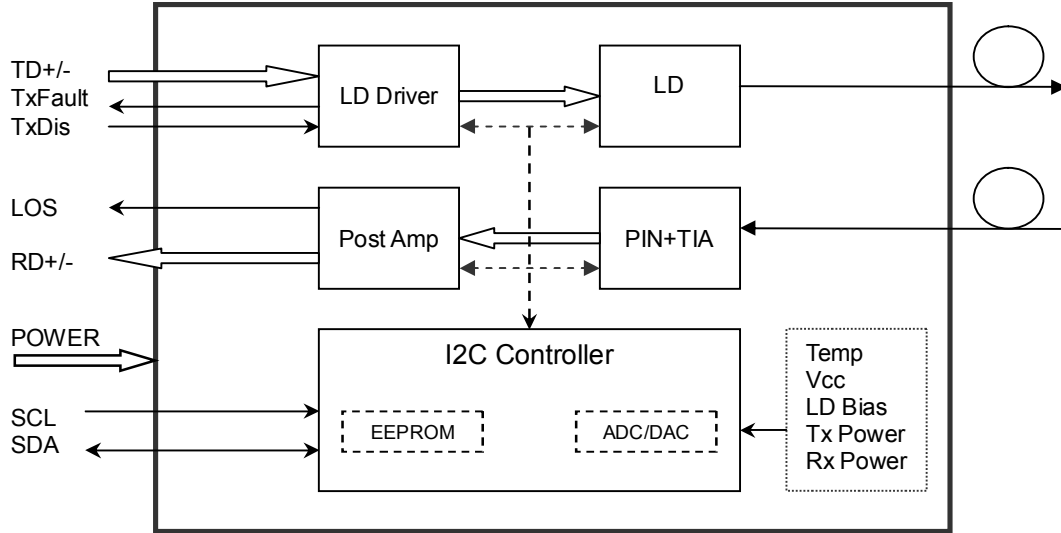 TD+/-
TxFault
TxDis
LD Driver
LD
LOS
RD+/-
Post Amp
PIN+TIA
POWER
SCL
SDA
I2C Controller
EEPROM
ADC/DAC
Temp
Vcc
LD Bias
Tx Power
Rx Power